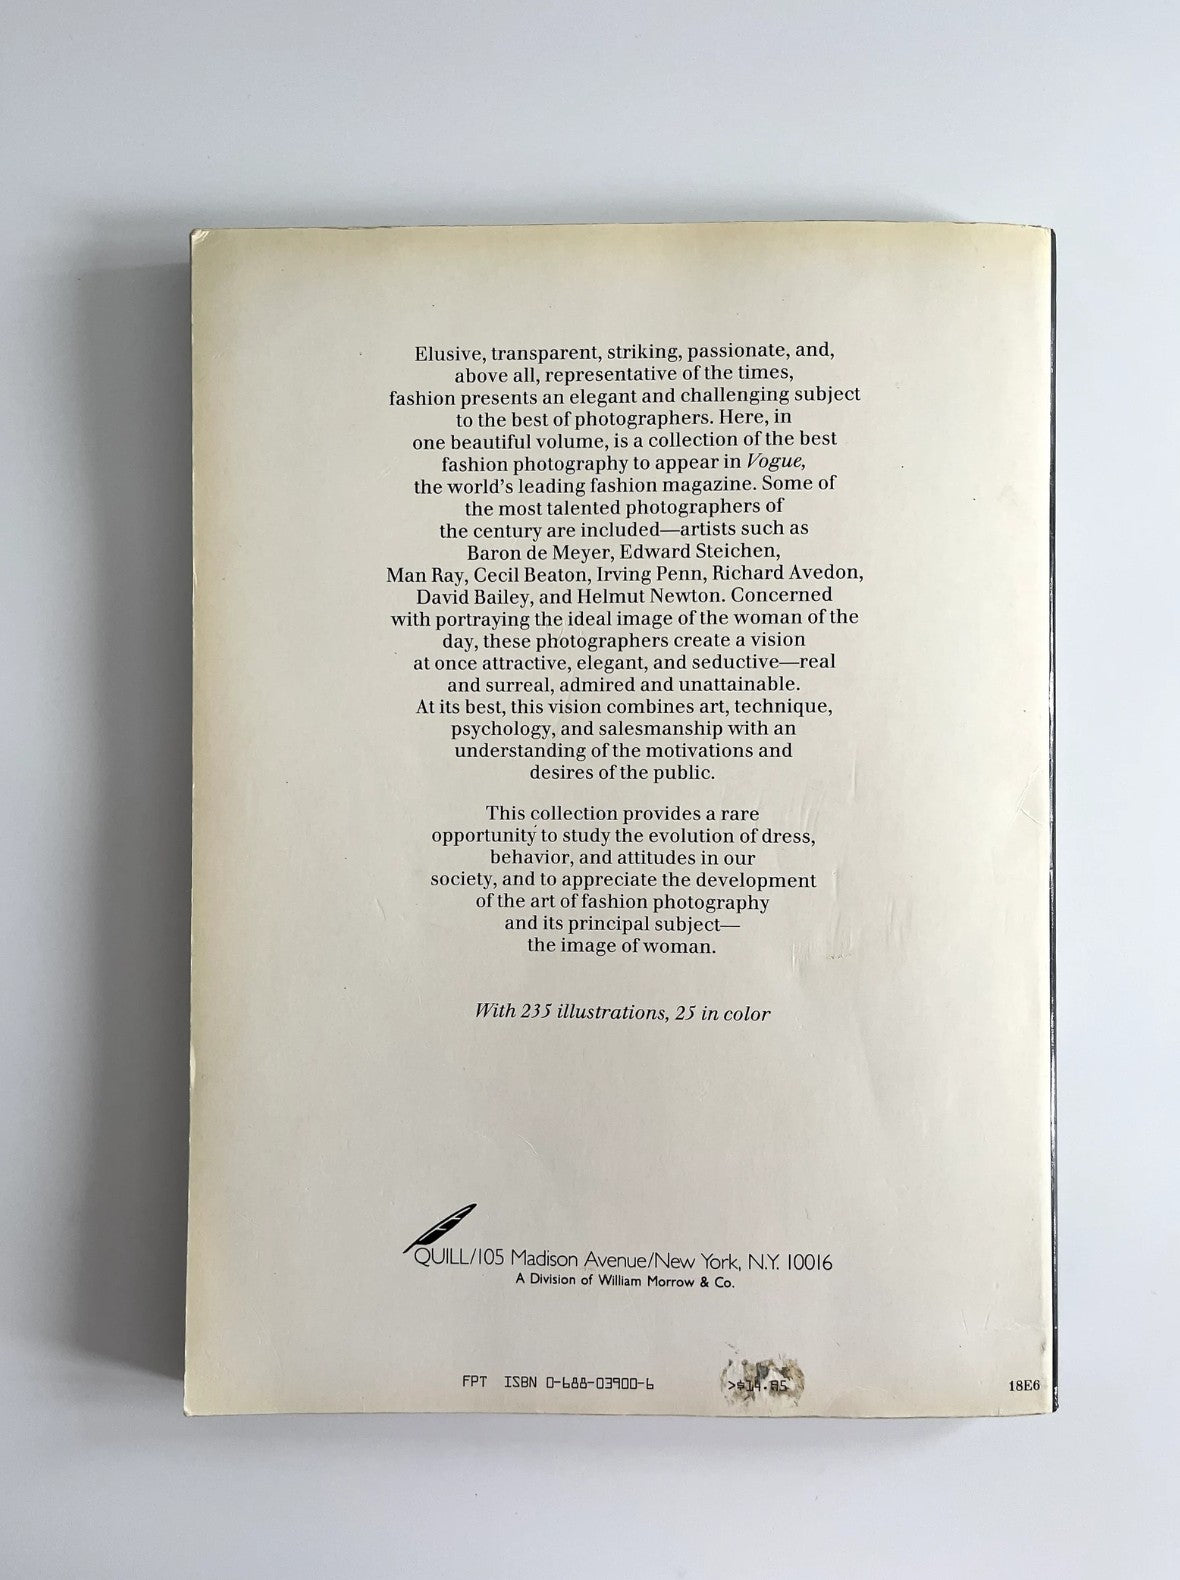 Elusive, transparent, striking, passionate, and,
above all, representative of the times,
fashion presents an elegant and challenging subject
to the best of photographers. Here, in
one beautiful volume, is a collection of the best
fashion photography to appear in Vogue,
the world's leading fashion magazine. Some of
the most talented photographers of
the century are included—artists such as
Baron de Meyer, Edward Steichen,
Man Ray, Cecil Beaton, Irving Penn, Richard Avedon,
David Bailey, and Helmut Newton. Concerned
with portraying the ideal image of the woman of the
day, these photographers create a vision
at once attractive, elegant, and seductive—real
and surreal, admired and unattainable.
At its best, this vision combines art, technique,
psychology, and salesmanship with an
understanding of the motivations and
desires of the public.
This collection provides a rare
opportunity to study the evolution of dress,
behavior, and attitudes in our
society, and to appreciate the development
of the art of fashion photography
and its principal subject—
the image of woman.
With 235 illustrations, 25 in color
QUILL/105 Madison Avenue/New York, N.Y. 10016
A Division of William Morrow & Co.
FPT ISBN 0-688-03900-6
18E6